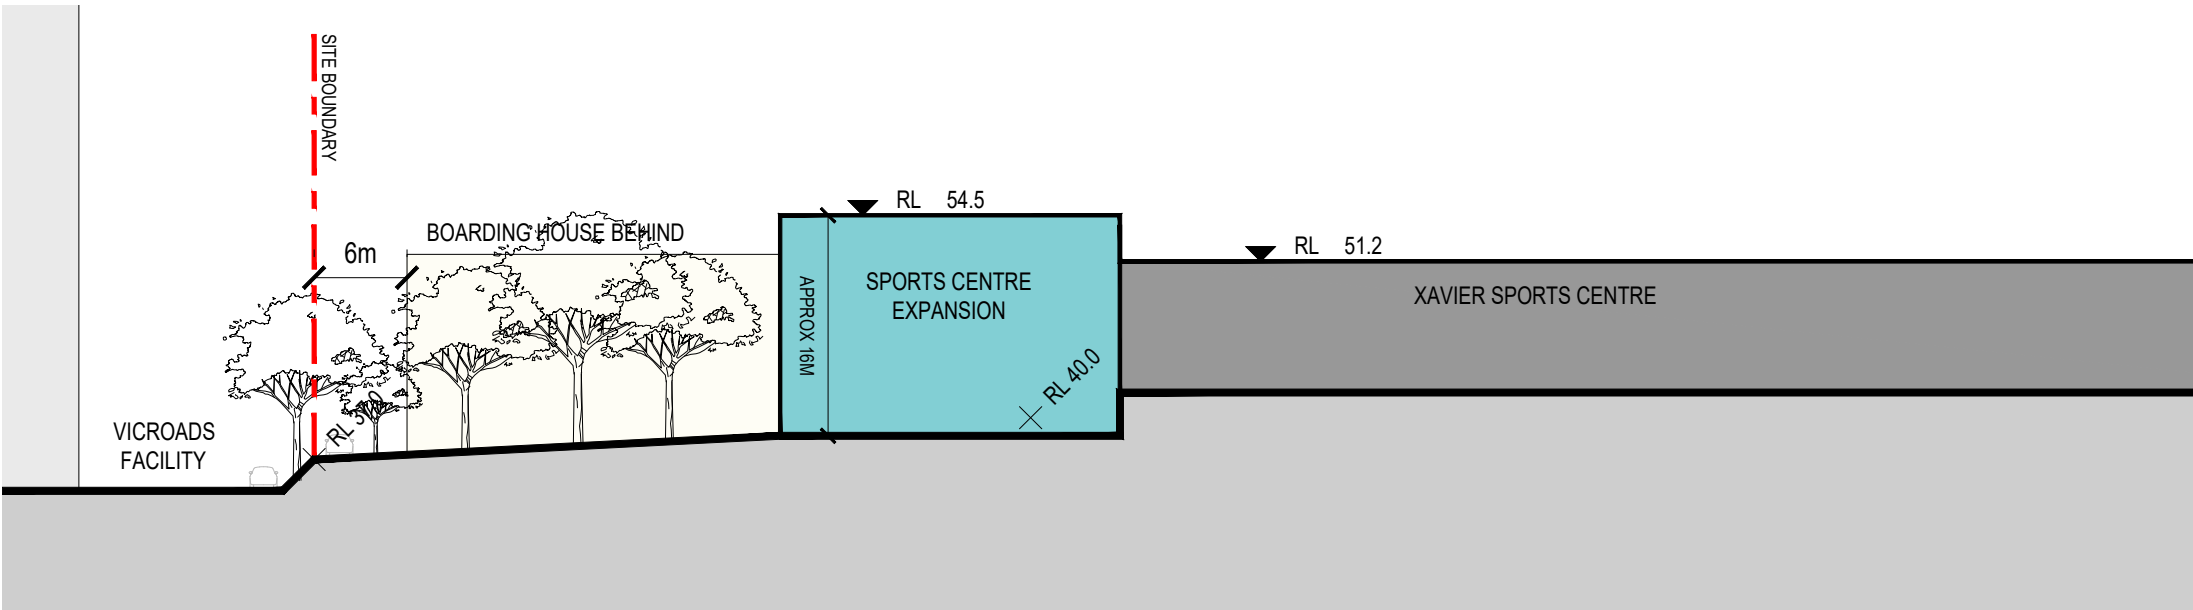 SITE BOUNDARY
RL 54.5
BOARDING HOUSE BEHIND
6m
RL 51.2
SPORTS CENTRE
EXPANSION
APPROX 16M
XAVIER SPORTS CENTRE
RL 40.0
RL
VICROADS
FACILITY